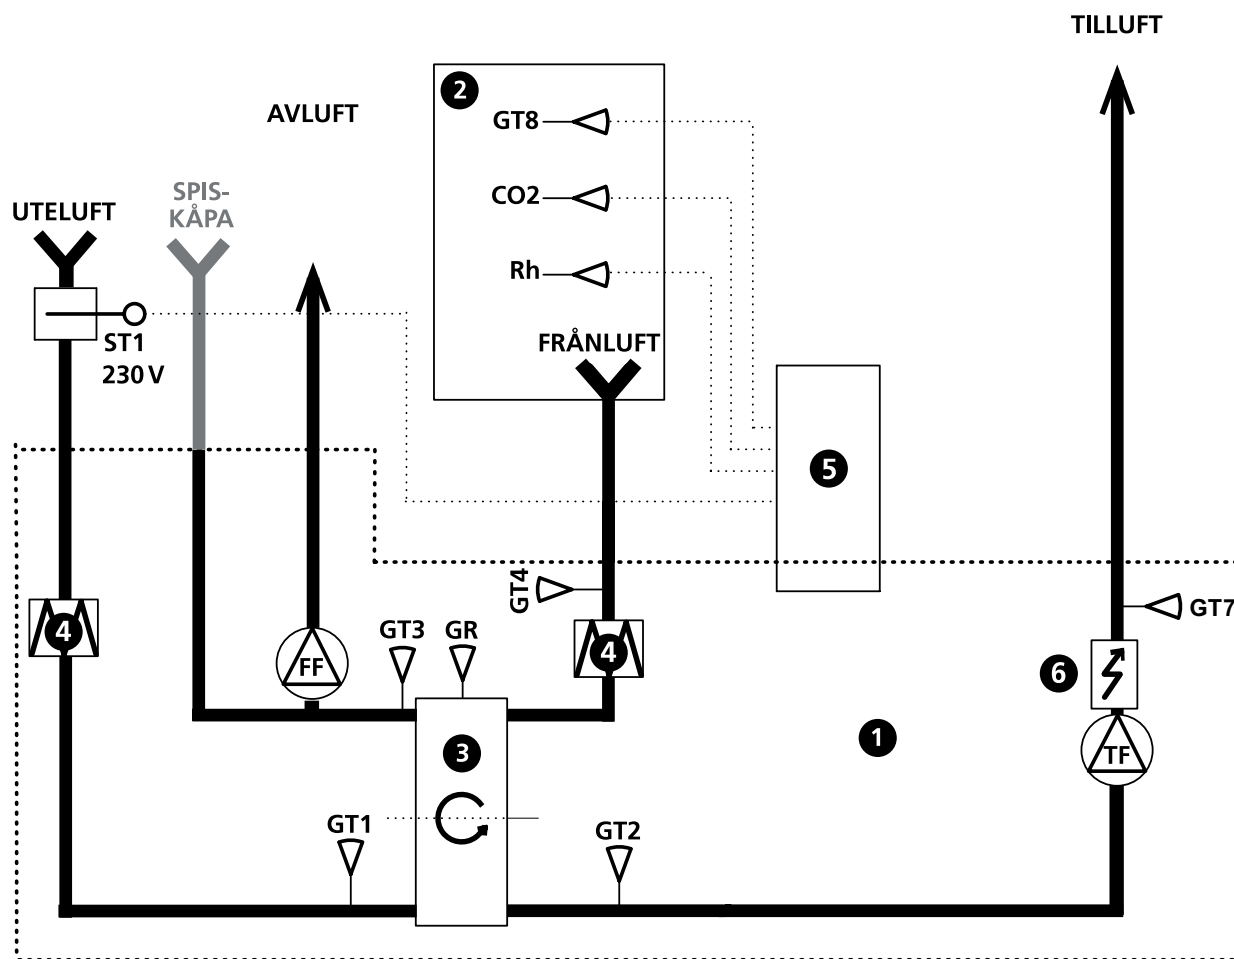 TILLUFT
2
AVLUFT
GT8
SPIS-
KÅPA
CO2
UTELUFT
Rh
ST1
230 V
FRÅNLUFT
5
GT4
GT7
4
GT3
GR
4
FF
6
1
3
TF
GT1
GT2